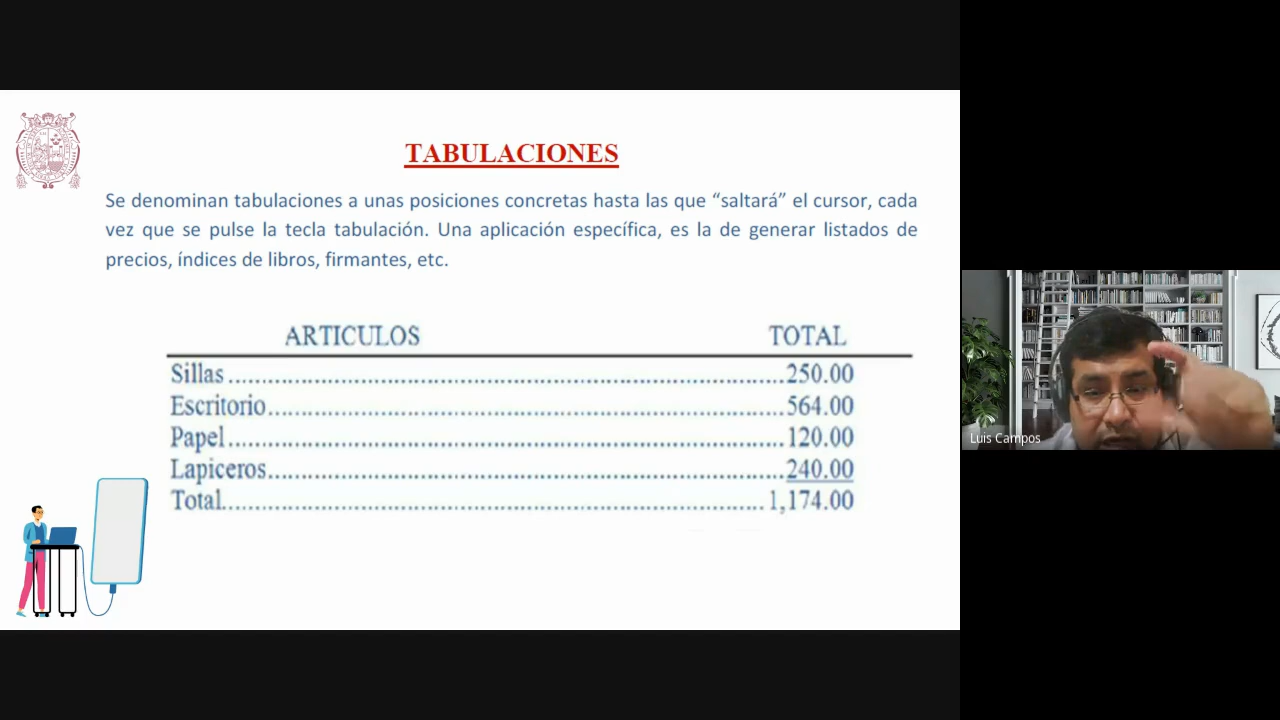 TABULACIONES
Se denominan tabulaciones a unas posiciones concretas hasta las que “saltará” el cursor, cada
vez que se pulse la tecla tabulación. Una aplicación específica, es la de generar listados de
precios, índices de libros, firmantes, etc.
ARTICULOS TOTAL
Sillas 250.00
Escritorio 564.00
Papel 120.00
Lapiceros 240.00
Total 1,174.00
Luis Campos